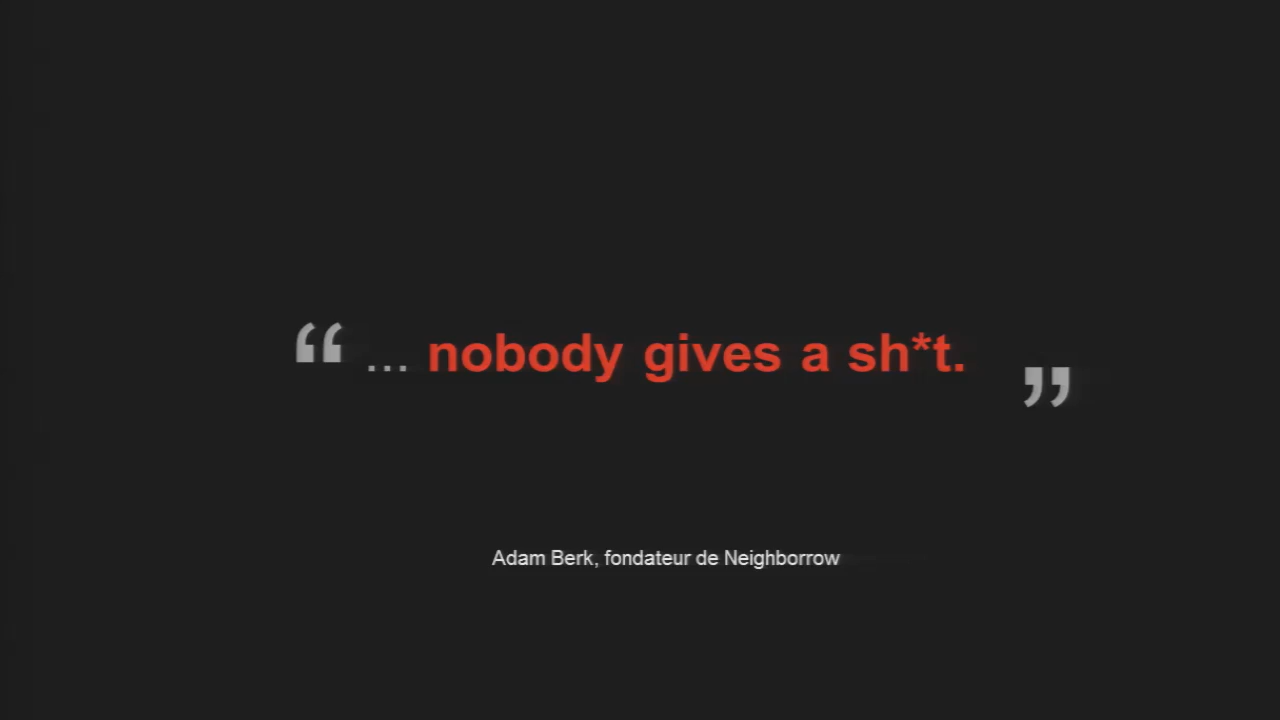 “ ... nobody gives a sh*t. ”
Adam Berk, fondateur de Neighborrow